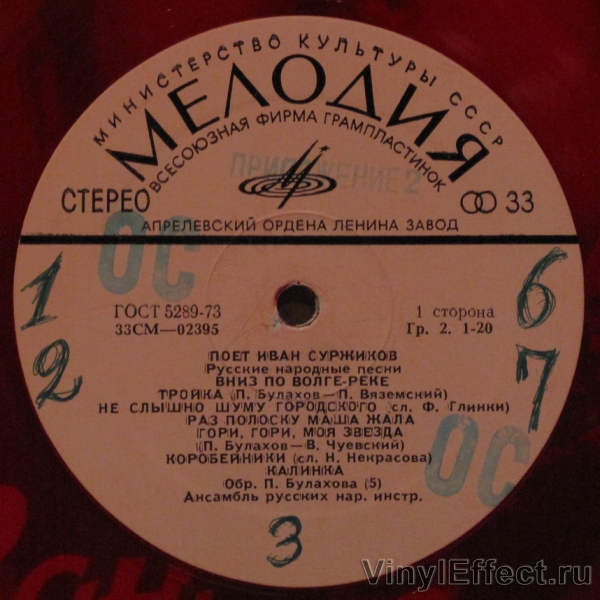 МИНИСТЕРСТВО КУЛЬТУРЫ СССР
МЕЛОДИЯ
ВСЕСОЮЗНАЯ ФИРМА ГРАМПЛАСТИНОК
ПРИЛОЖЕНИЕ 2
СТЕРЕО
33
АПРЕЛЕВСКИЙ ОРДЕНА ЛЕНИНА ЗАВОД
ОС
1
2
6
7
ГОСТ 5289-73
33СМ—02395
1 сторона
Гр. 2. 1-20
ПОЕТ ИВАН СУРЖИКОВ
Русские народные песни
ВНИЗ ПО ВОЛГЕ-РЕКЕ
ТРОЙКА (П. Булахов—П. Вяземский)
НЕ СЛЫШНО ШУМУ ГОРОДСКОГО (сл. Ф. Глинки)
РАЗ ПОЛОСКУ МАША ЖАЛА
ГОРИ, ГОРИ, МОЯ ЗВЕЗДА
(П. Булахов—В. Чуевский)
КОРОБЕЙНИКИ (сл. Н. Некрасова)
КАЛИНКА
Обр. П. Булахова (5)
Ансамбль русских нар. инстр.
ОС
3
VinylEffect.ru